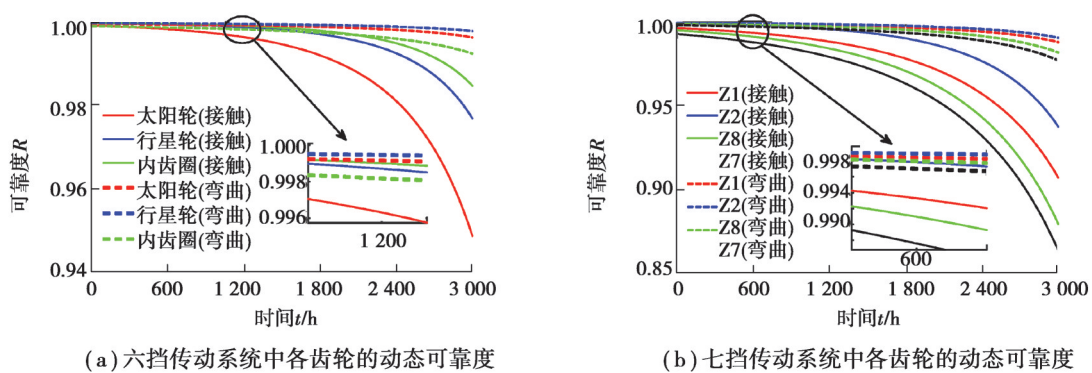 1.00
0.98
0.96
0.94
可靠度R
太阳轮(接触)
行星轮(接触)
内齿圈(接触)
太阳轮(弯曲)
行星轮(弯曲)
内齿圈(弯曲)
1.000
0.998
0.996
1 200
0 600 1 200 1 800 2 400 3 000
时间t/h
(a)六挡传动系统中各齿轮的动态可靠度
1.00
0.95
0.90
0.85
可靠度R
Z1(接触)
Z2(接触)
Z8(接触)
Z7(接触)
Z1(弯曲)
Z2(弯曲)
Z8(弯曲)
Z7(弯曲)
0.998
0.994
0.990
600
0 600 1 200 1 800 2 400 3 000
时间t/h
(b)七挡传动系统中各齿轮的动态可靠度